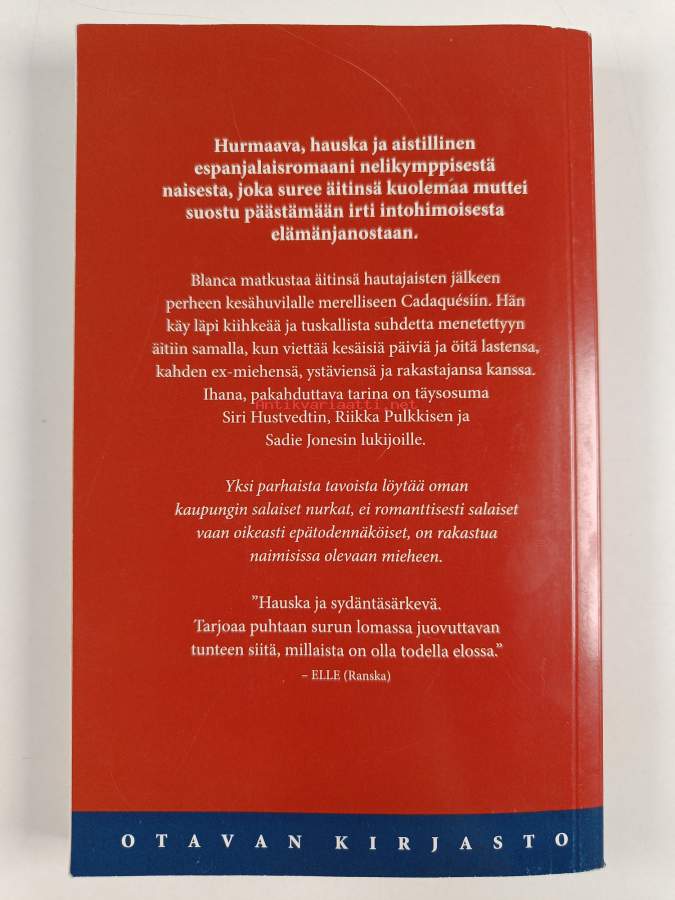 Hurmaava, hauska ja aistillinen
espanjalaisromaani nelikymppisestä
naisesta, joka suree äitinsä kuolemaa muttei
suostu päästämään irti intohimoisesta
elämänjanostaan.
Blanca matkustaa äitinsä hautajaisten jälkeen
perheen kesähuvilalle merelliseen Cadaquésiin. Hän
käy läpi kiihkeää ja tuskallista suhdetta menetettyyn
äitiin samalla, kun viettää kesäisiä päiviä ja öitä lastensa,
kahden ex-miehensä, ystäviensä ja rakastajansa kanssa.
Ihana, pakahduttava tarina on täysosuma
Antikvariaatti.net
Siri Hustvedtin, Riikka Pulkkisen ja
Sadie Jonesin lukijoille.
Yksi parhaista tavoista löytää oman
kaupungin salaiset nurkat, ei romanttisesti salaiset
vaan oikeasti epätodennäköiset, on rakastua
naimisissa olevaan mieheen.
”Hauska ja sydäntäsärkevä.
Tarjoaa puhtaan surun lomassa juovuttavan
tunteen siitä, millaista on olla todella elossa.”
– ELLE (Ranska)
OTAVAN KIRJASTO